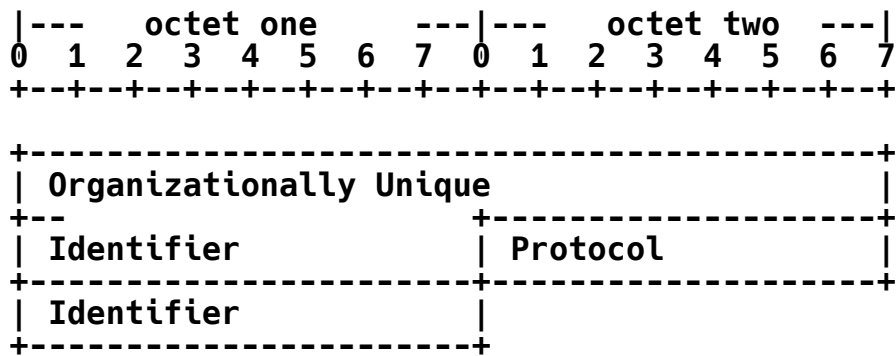 |---   octet one     ---|---   octet two  ---|
0  1  2  3  4  5  6  7  0  1  2  3  4  5  6  7
+--+--+--+--+--+--+--+--+--+--+--+--+--+--+--+
+--------------------------------------------+
| Organizationally Unique                    |
+--                     +--------------------+
| Identifier            | Protocol           |
+-----------------------+--------------------+
| Identifier            |
+-----------------------+